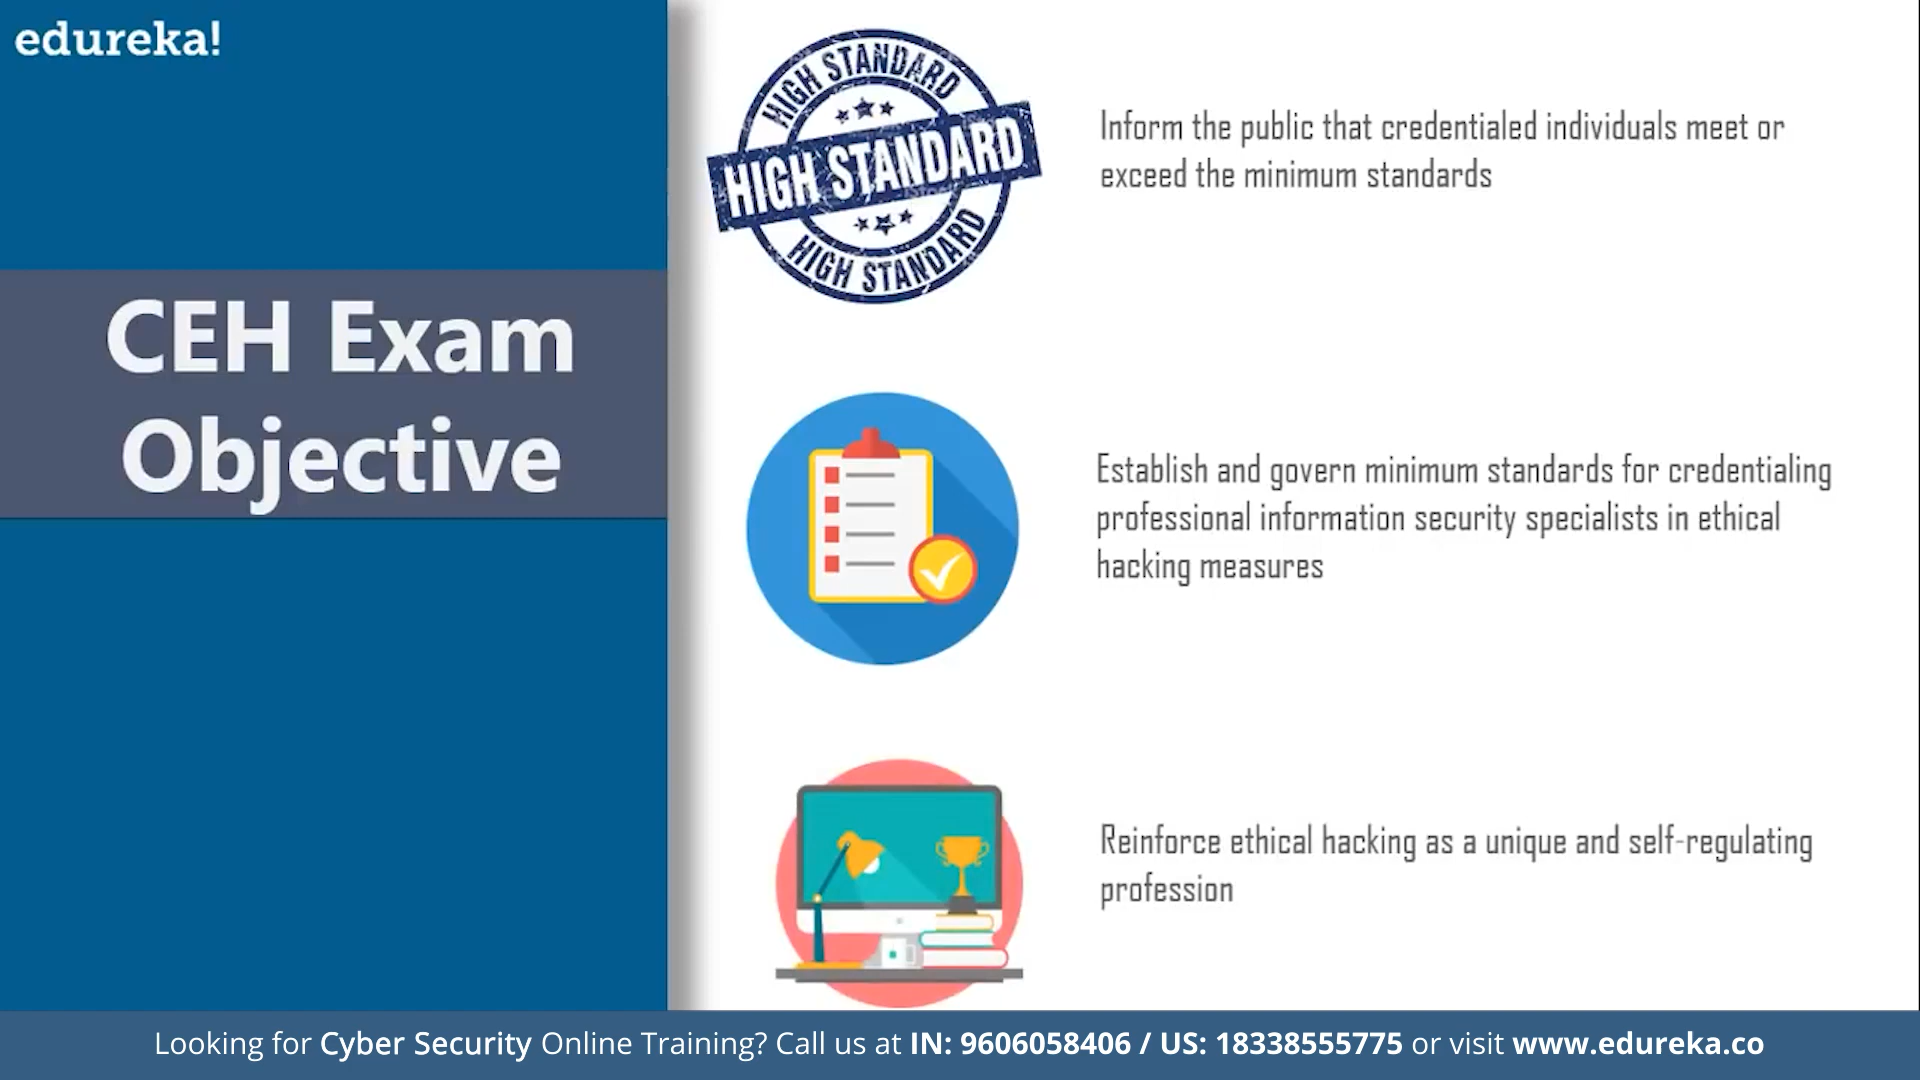 edureka!
CEH Exam
Objective
HIGH STANDARD
HIGH STANDARD
HIGH STANDARD
Inform the public that credentialed individuals meet or
exceed the minimum standards
Establish and govern minimum standards for credentialing
professional information security specialists in ethical
hacking measures
Reinforce ethical hacking as a unique and self-regulating
profession
Looking for Cyber Security Online Training? Call us at IN: 9606058406 / US: 18338555775 or visit www.edureka.co